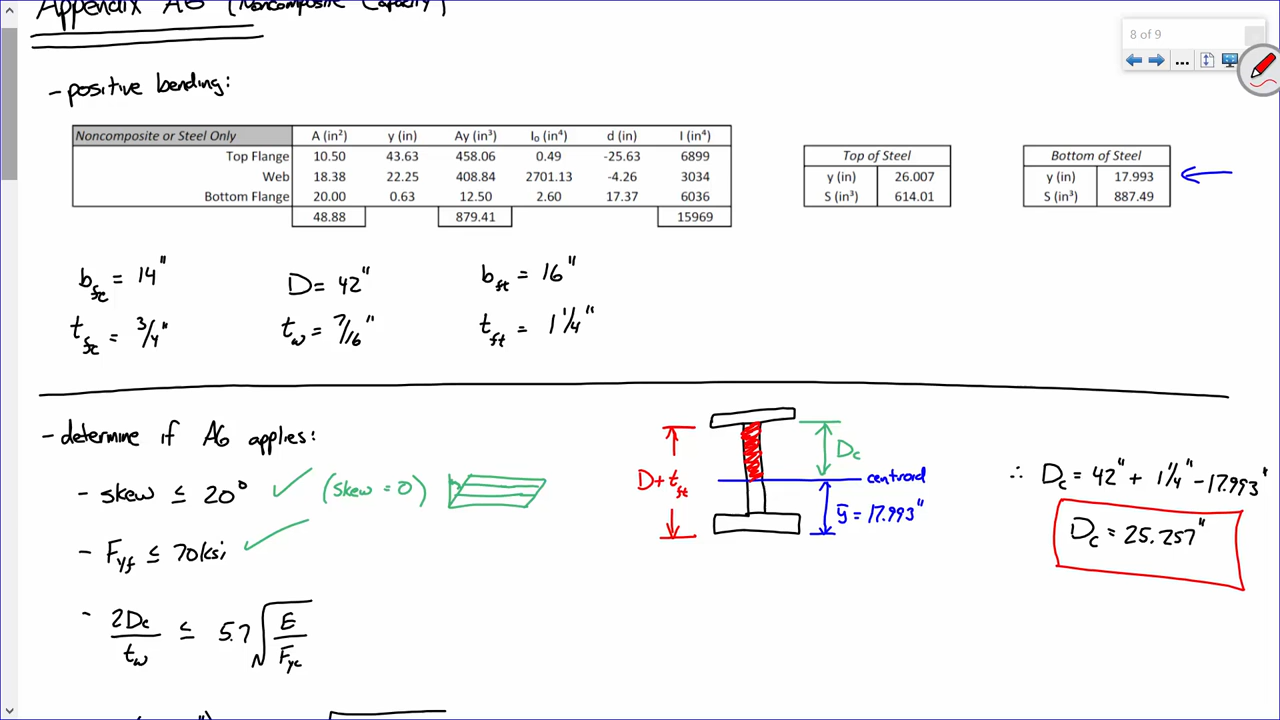 Appendix A6 (Noncomposite Capacity)
8 of 9
- positive bending:
Noncomposite or Steel Only A (in²) y (in) Ay (in³) I₀ (in⁴) d (in) I (in⁴)
Top Flange 10.50 43.63 458.06 0.49 -25.63 6899
Web 18.38 22.25 408.84 2701.13 -4.26 3034
Bottom Flange 20.00 0.63 12.50 2.60 17.37 6036
48.88 879.41 15969
Top of Steel
y (in) 26.007
S (in³) 614.01
Bottom of Steel
y (in) 17.993
S (in³) 887.49
b_fc = 14" D = 42" b_ft = 16"
t_fc = 3/4" t_w = 7/16" t_ft = 1 1/4"
- determine if A6 applies:
- skew ≤ 20° ✓ (skew = 0)
- F_yf ≤ 70 ksi ✓
- 2D_c / t_w ≤ 5.7 √(E / F_yc)
D + t_ft
D_c
centroid
ȳ = 17.993"
∴ D_c = 42" + 1 1/4" - 17.993"
D_c = 25.257"